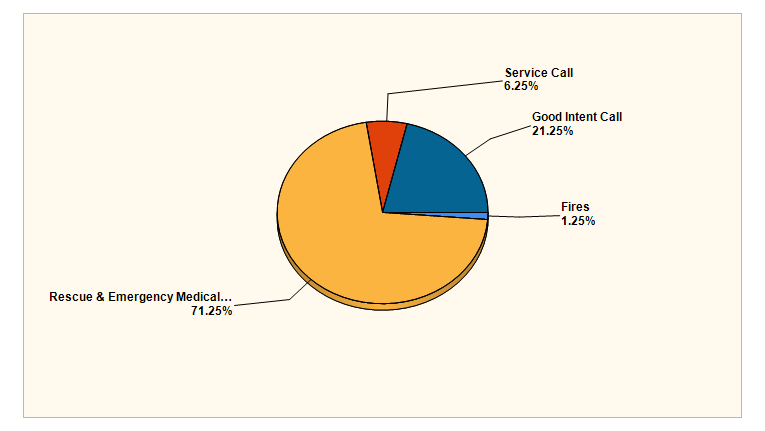 Service Call
6.25%
Good Intent Call
21.25%
Fires
1.25%
Rescue & Emergency Medical...
71.25%